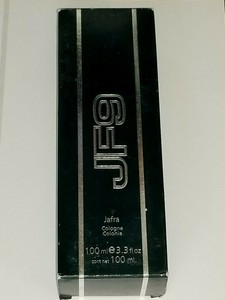 JF9
Jafra
Cologne
Colonia
100 ml ℮ 3.3 fl oz
cont net 100 ml